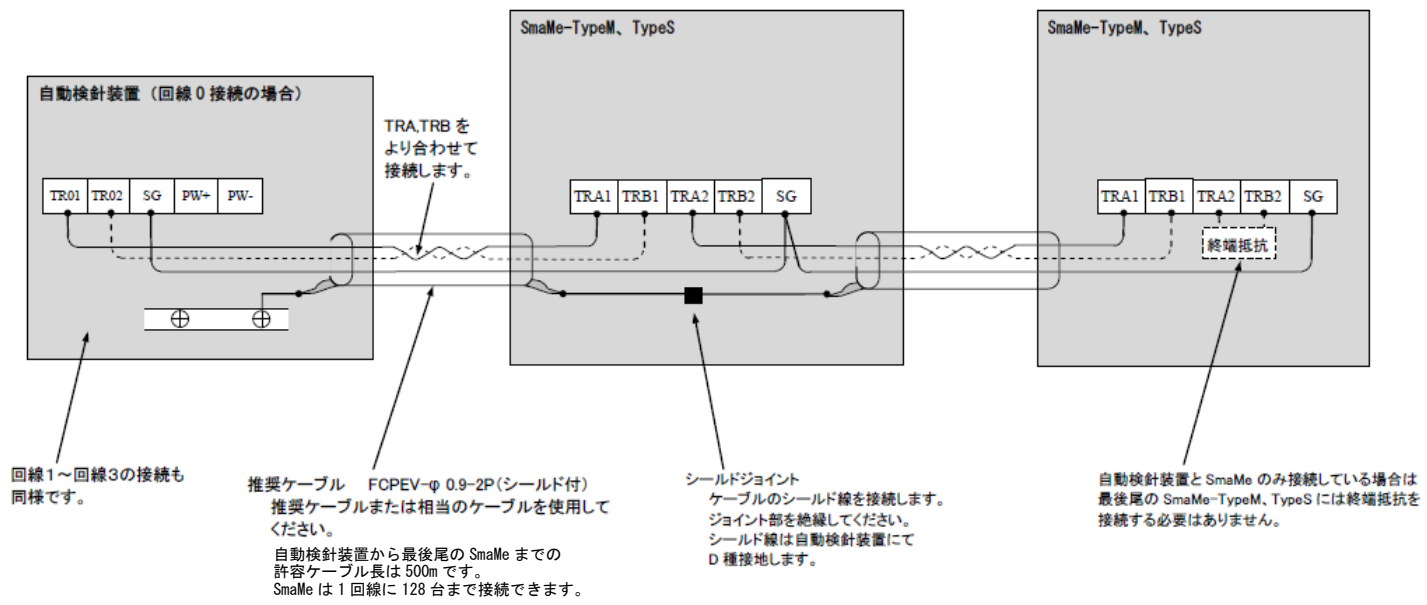 SmaMe-TypeM、TypeS
SmaMe-TypeM、TypeS
自動検針装置（回線０接続の場合）
TRA,TRB を
より合わせて
接続します。
TR01 TR02 SG PW+ PW-
TRA1 TRB1 TRA2 TRB2 SG
TRA1 TRB1 TRA2 TRB2 SG
終端抵抗
回線１～回線３の接続も
同様です。
推奨ケーブル FCPEV-φ 0.9-2P(シールド付)
推奨ケーブルまたは相当のケーブルを使用して
ください。
自動検針装置から最後尾の SmaMe までの
許容ケーブル長は 500m です。
SmaMe は 1 回線に 128 台まで接続できます。
シールドジョイント
ケーブルのシールド線を接続します。
ジョイント部を絶縁してください。
シールド線は自動検針装置にて
D 種接地します。
自動検針装置と SmaMe のみ接続している場合は
最後尾の SmaMe-TypeM、TypeS には終端抵抗を
接続する必要はありません。